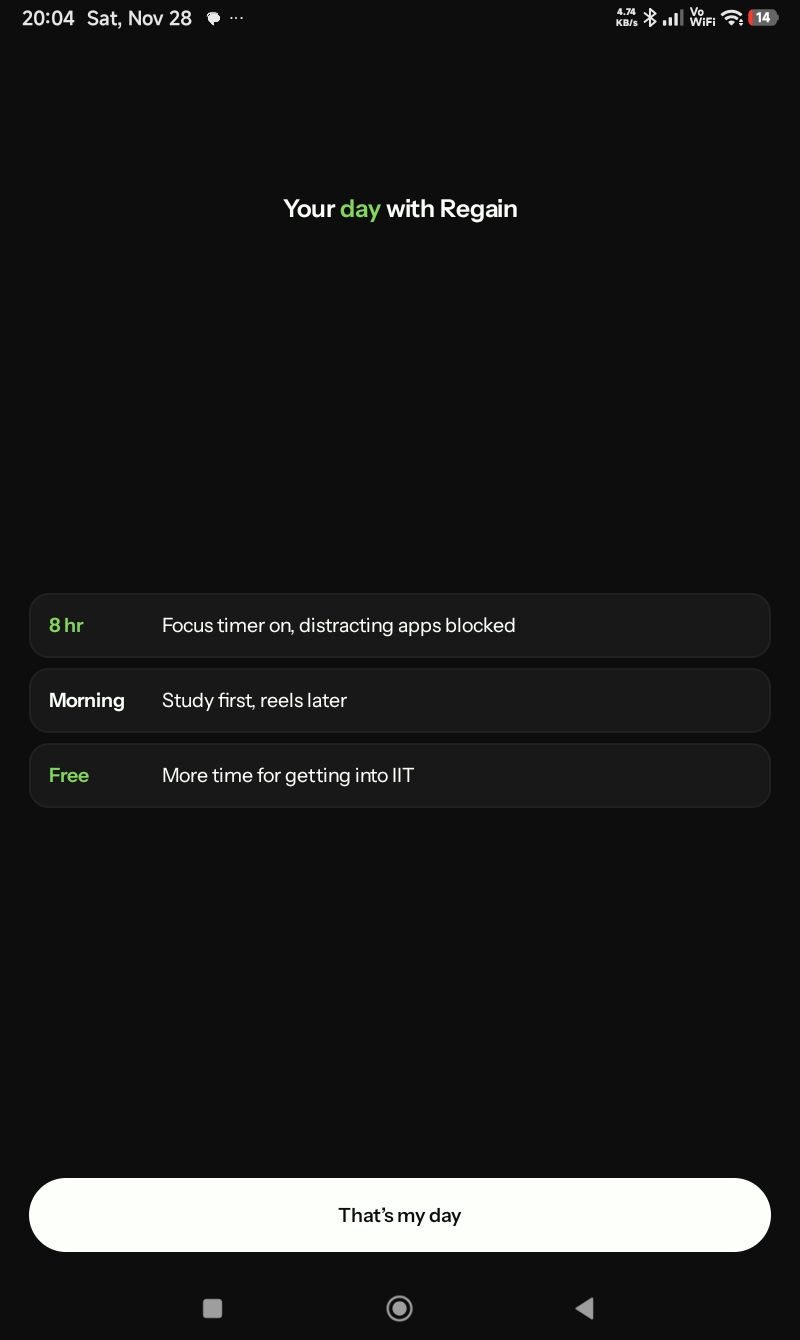 20:04 Sat, Nov 28 ··· 4.74 KB/s Vo WiFi 14
Your day with Regain
8 hr Focus timer on, distracting apps blocked
Morning Study first, reels later
Free More time for getting into IIT
That's my day